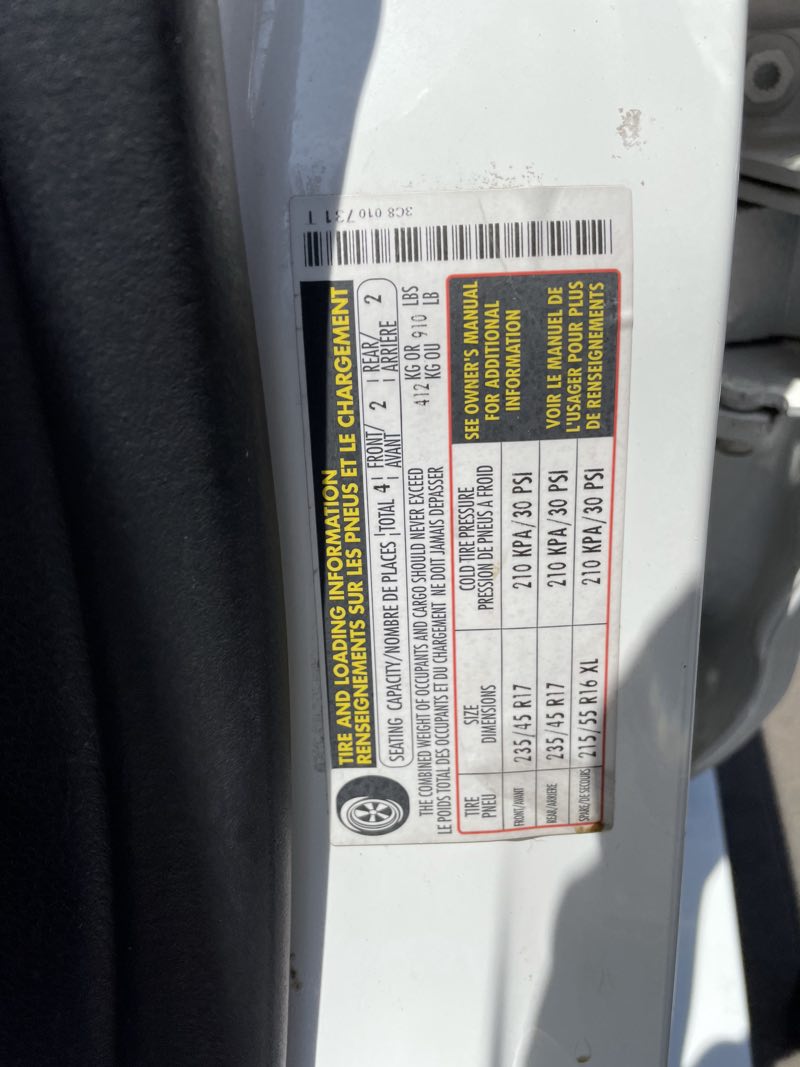 3C8 010 731 T
TIRE AND LOADING INFORMATION
RENSEIGNEMENTS SUR LES PNEUS ET LE CHARGEMENT
SEATING CAPACITY/NOMBRE DE PLACES TOTAL 4 FRONT/AVANT 2 REAR/ARRIÈRE 2
THE COMBINED WEIGHT OF OCCUPANTS AND CARGO SHOULD NEVER EXCEED 412 KG OR 910 LBS
LE POIDS TOTAL DES OCCUPANTS ET DU CHARGEMENT NE DOIT JAMAIS DEPASSER KG OU LB
TIRE
PNEU
SIZE
DIMENSIONS
COLD TIRE PRESSURE
PRESSION DE PNEUS A FROID
FRONT/AVANT 235/45 R17 210 KPA/30 PSI
REAR/ARRIERE 235/45 R17 210 KPA/30 PSI
SPARE/DE SECOURS 215/55 R16 XL 210 KPA/30 PSI
SEE OWNER'S MANUAL
FOR ADDITIONAL
INFORMATION
VOIR LE MANUEL DE
L'USAGER POUR PLUS
DE RENSEIGNEMENTS